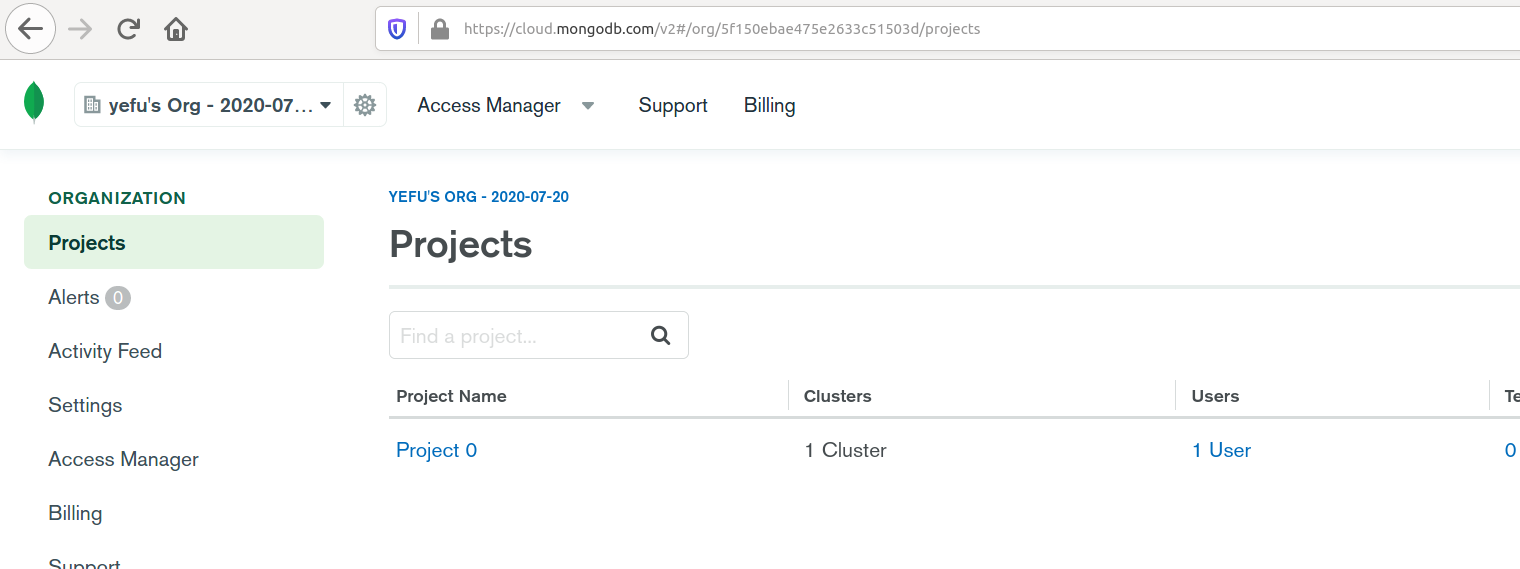 https://cloud.mongodb.com/v2#/org/5f150ebae475e2633c51503d/projects
yefu's Org - 2020-07... Access Manager Support Billing
ORGANIZATION
Projects
Alerts 0
Activity Feed
Settings
Access Manager
Billing
Support
YEFU'S ORG - 2020-07-20
Projects
Find a project...
Project Name Clusters Users
Project 0 1 Cluster 1 User 0